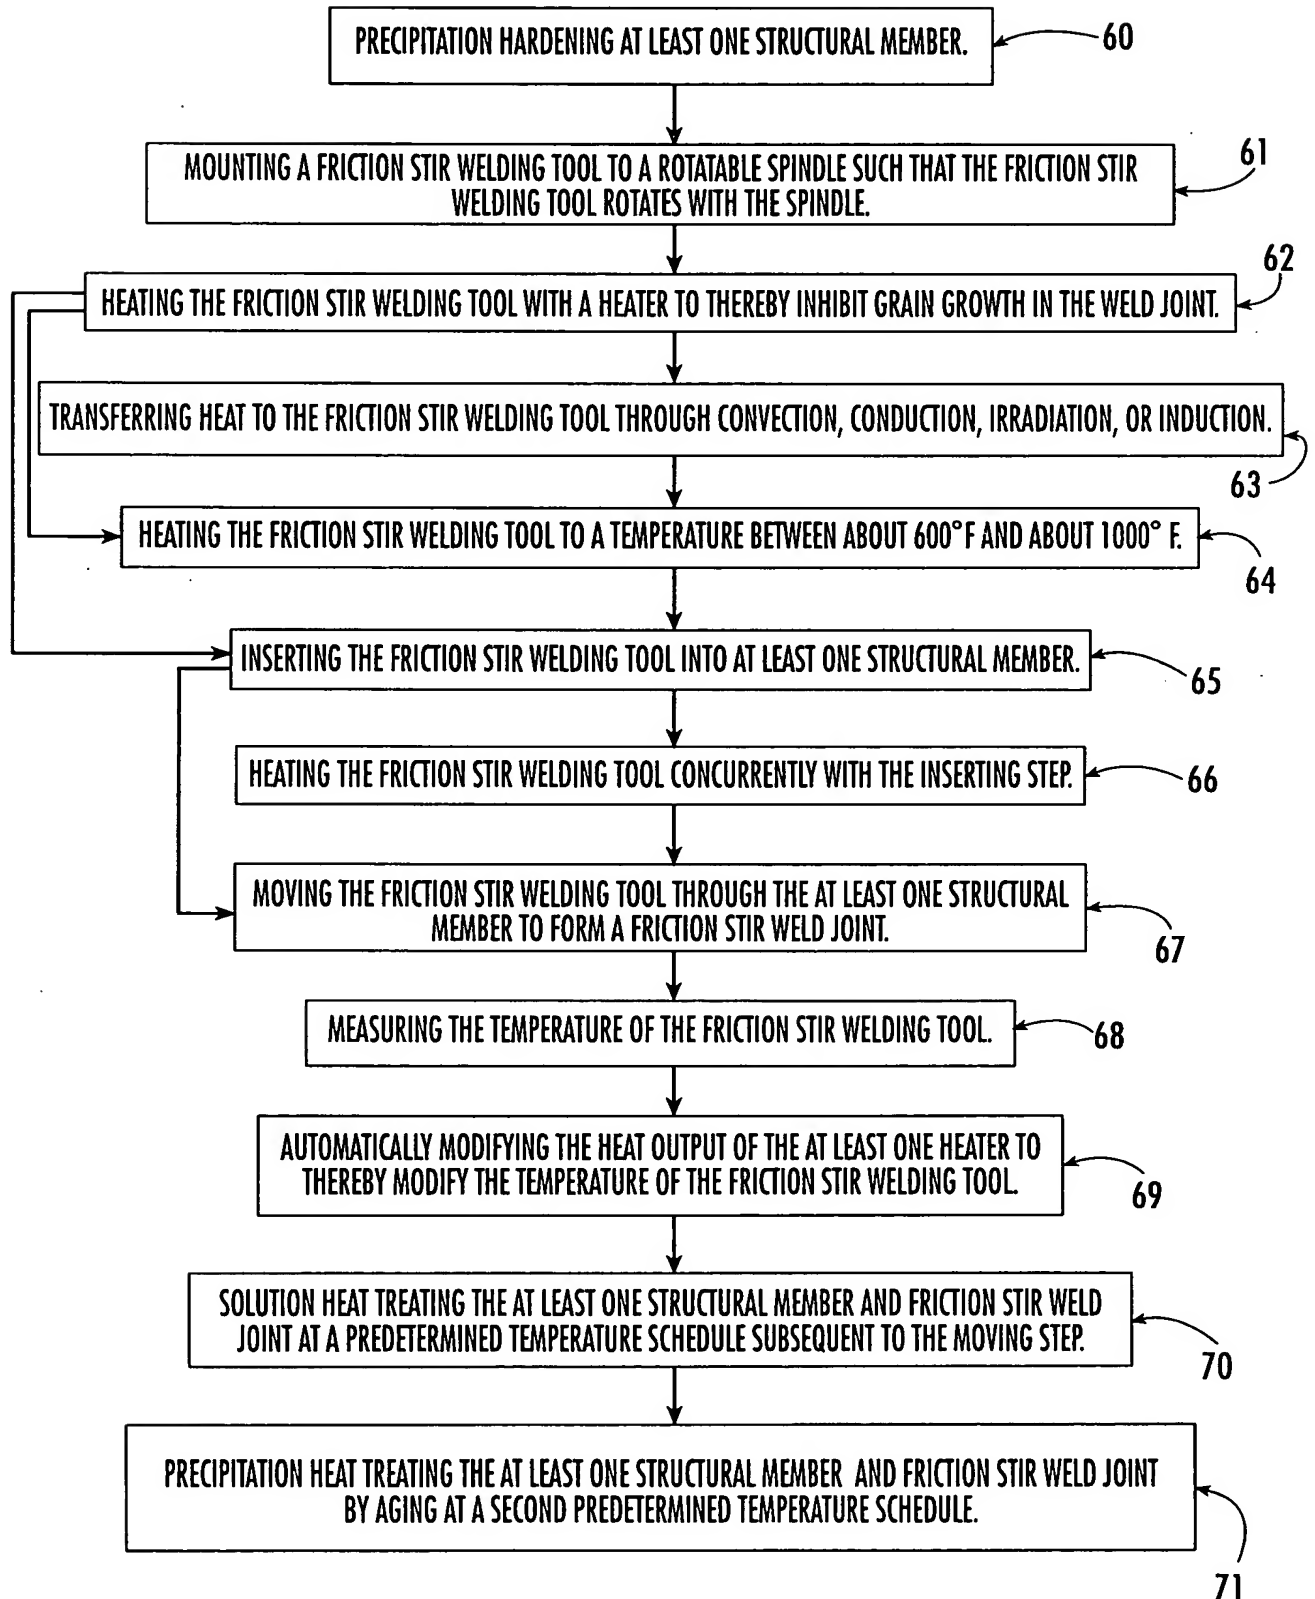 PRECIPITATION HARDENING AT LEAST ONE STRUCTURAL MEMBER.
60
MOUNTING A FRICTION STIR WELDING TOOL TO A ROTATABLE SPINDLE SUCH THAT THE FRICTION STIR
WELDING TOOL ROTATES WITH THE SPINDLE.
61
HEATING THE FRICTION STIR WELDING TOOL WITH A HEATER TO THEREBY INHIBIT GRAIN GROWTH IN THE WELD JOINT.
62
TRANSFERRING HEAT TO THE FRICTION STIR WELDING TOOL THROUGH CONVECTION, CONDUCTION, IRRADIATION, OR INDUCTION.
63
HEATING THE FRICTION STIR WELDING TOOL TO A TEMPERATURE BETWEEN ABOUT 600° F AND ABOUT 1000° F.
64
INSERTING THE FRICTION STIR WELDING TOOL INTO AT LEAST ONE STRUCTURAL MEMBER.
65
HEATING THE FRICTION STIR WELDING TOOL CONCURRENTLY WITH THE INSERTING STEP.
66
MOVING THE FRICTION STIR WELDING TOOL THROUGH THE AT LEAST ONE STRUCTURAL
MEMBER TO FORM A FRICTION STIR WELD JOINT.
67
MEASURING THE TEMPERATURE OF THE FRICTION STIR WELDING TOOL.
68
AUTOMATICALLY MODIFYING THE HEAT OUTPUT OF THE AT LEAST ONE HEATER TO
THEREBY MODIFY THE TEMPERATURE OF THE FRICTION STIR WELDING TOOL.
69
SOLUTION HEAT TREATING THE AT LEAST ONE STRUCTURAL MEMBER AND FRICTION STIR WELD
JOINT AT A PREDETERMINED TEMPERATURE SCHEDULE SUBSEQUENT TO THE MOVING STEP.
70
PRECIPITATION HEAT TREATING THE AT LEAST ONE STRUCTURAL MEMBER AND FRICTION STIR WELD JOINT
BY AGING AT A SECOND PREDETERMINED TEMPERATURE SCHEDULE.
71